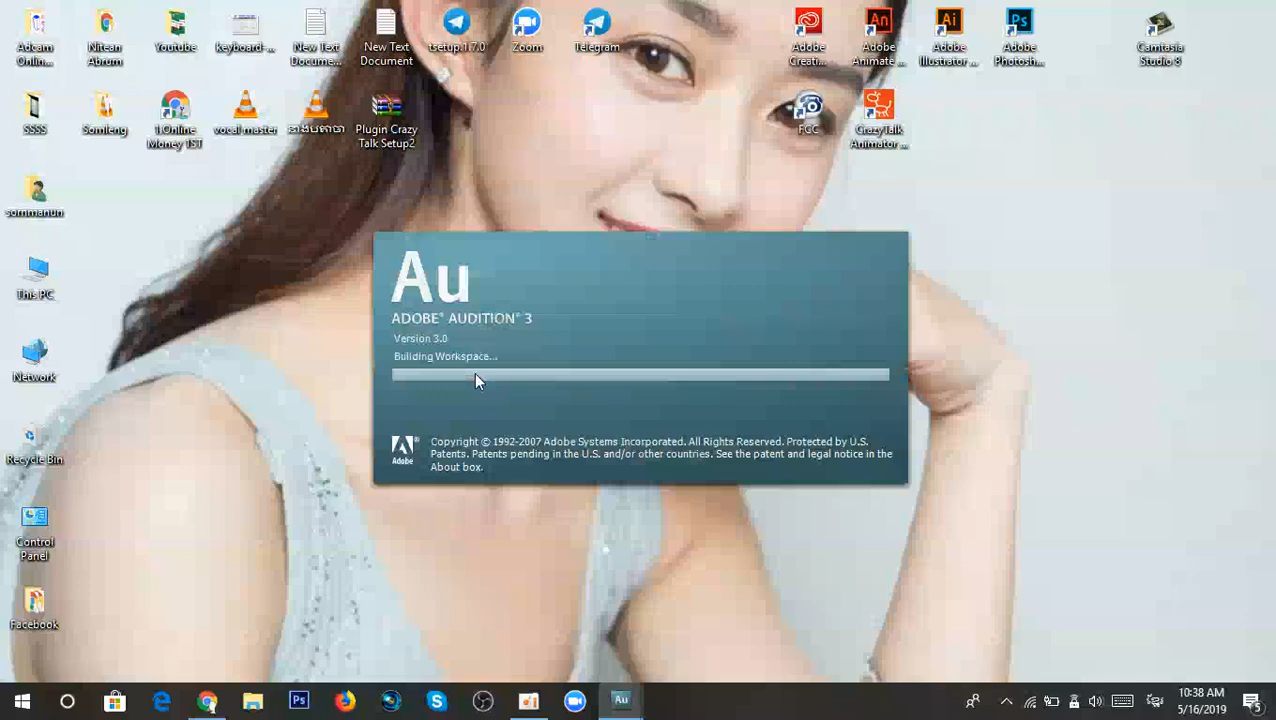 Adcam
Onlin...
Nitean
Abrum
Youtube
keyboard-...
New Text
Docume...
New Text
Document
tsetup.1.7.0
Zoom
Telegram
Adobe
Creati...
Adobe
Animate ...
Adobe
Illustrator ...
Adobe
Photosh...
Camtasia
Studio 8
SSSS
Somleng
1.Online
Money 1ST
vocal master
Plugin Crazy
Talk Setup2
FCC
CrazyTalk
Animator ...
sommanun
This PC
Network
Recycle Bin
Control
Panel
Facebook
Au
ADOBE® AUDITION® 3
Version 3.0
Building Workspace...
Adobe
Copyright © 1992-2007 Adobe Systems Incorporated. All Rights Reserved. Protected by U.S.
Patents. Patents pending in the U.S. and/or other countries. See the patent and legal notice in the
About box.
10:38 AM
5/16/2019